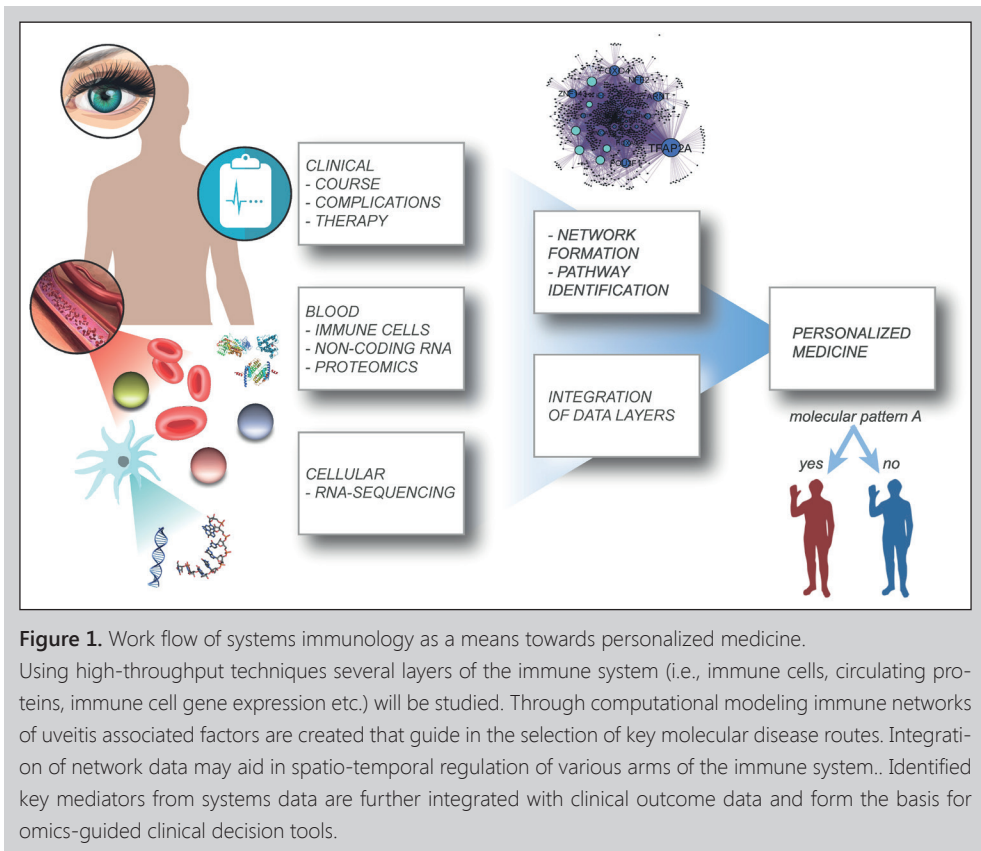 CLINICAL
- COURSE
- COMPLICATIONS
- THERAPY
BLOOD
- IMMUNE CELLS
- NON-CODING RNA
- PROTEOMICS
CELLULAR
- RNA-SEQUENCING
TFAP2A
- NETWORK
FORMATION
- PATHWAY
IDENTIFICATION
INTEGRATION
OF DATA LAYERS
PERSONALIZED
MEDICINE
molecular pattern A
yes no
Figure 1. Work flow of systems immunology as a means towards personalized medicine.
Using high-throughput techniques several layers of the immune system (i.e., immune cells, circulating pro-
teins, immune cell gene expression etc.) will be studied. Through computational modeling immune networks
of uveitis associated factors are created that guide in the selection of key molecular disease routes. Integrati-
on of network data may aid in spatio-temporal regulation of various arms of the immune system.. Identified
key mediators from systems data are further integrated with clinical outcome data and form the basis for
omics-guided clinical decision tools.